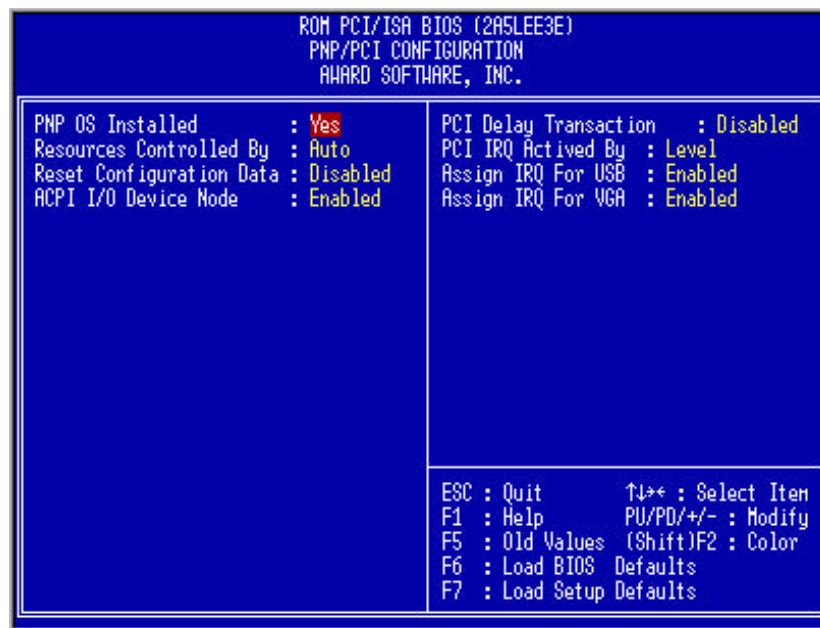 ROM PCI/ISA BIOS (2A5LEE3E)
PNP/PCI CONFIGURATION
AWARD SOFTWARE, INC.
PNP OS Installed : Yes
Resources Controlled By : Auto
Reset Configuration Data : Disabled
ACPI I/O Device Node : Enabled
PCI Delay Transaction : Disabled
PCI IRQ Actived By : Level
Assign IRQ For USB : Enabled
Assign IRQ For VGA : Enabled
ESC : Quit ↑↓→← : Select Item
F1 : Help PU/PD/+/- : Modify
F5 : Old Values (Shift)F2 : Color
F6 : Load BIOS Defaults
F7 : Load Setup Defaults